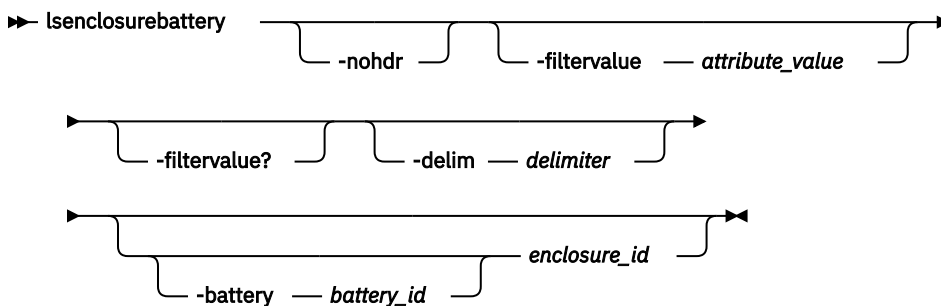 lsenclosurebattery
-nohdr -filtervalue attribute_value
-filtervalue? -delim delimiter
enclosure_id
-battery battery_id